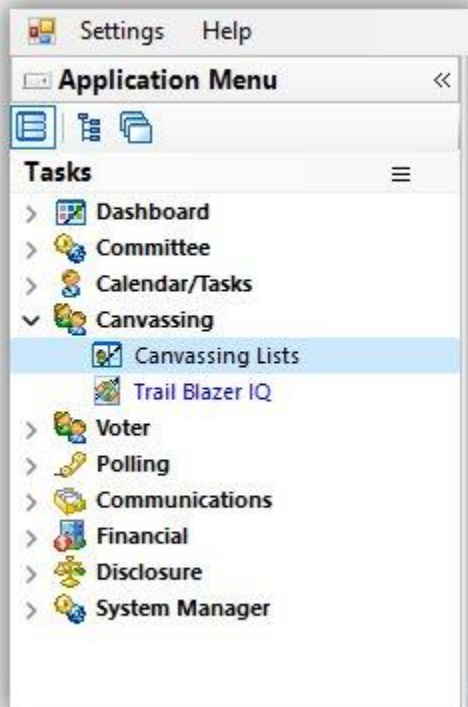 Settings Help
Application Menu
Tasks
Dashboard
Committee
Calendar/Tasks
Canvassing
Canvassing Lists
Trail Blazer IQ
Voter
Polling
Communications
Financial
Disclosure
System Manager